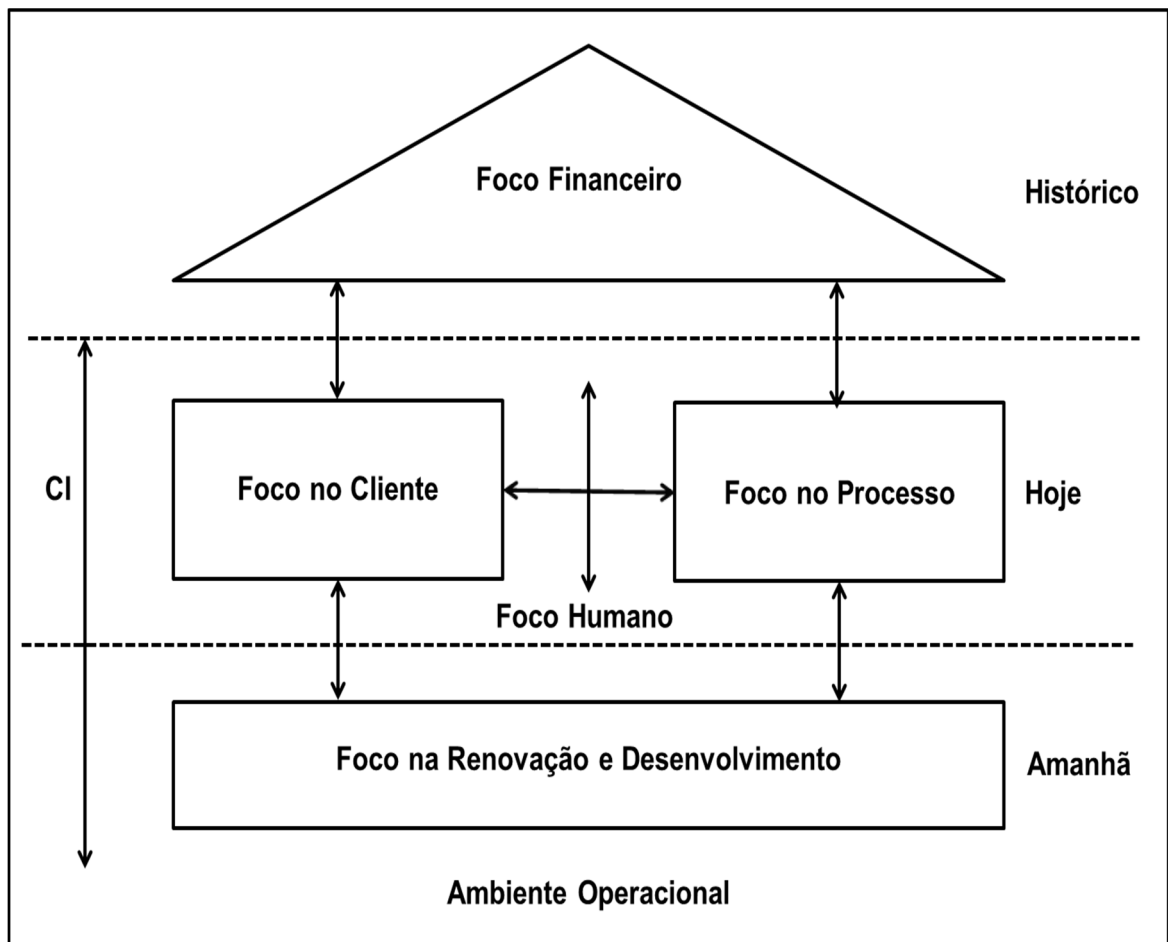 Foco Financeiro
Histórico
CI
Foco no Cliente
Foco no Processo
Hoje
Foco Humano
Foco na Renovação e Desenvolvimento
Amanhã
Ambiente Operacional